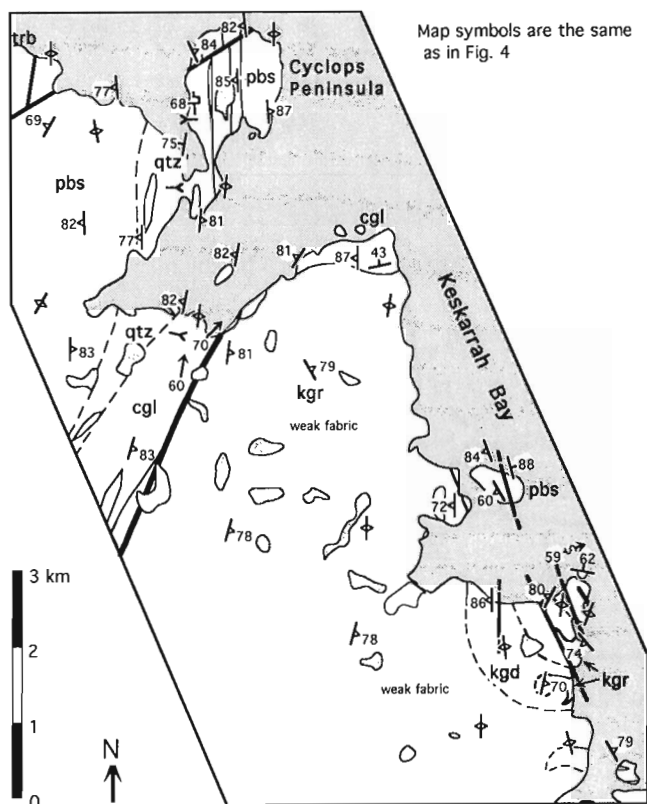 Map symbols are the same
as in Fig. 4
trb
82
84
Cyclops
Peninsula
pbs
85
77
68
87
69
75
qtz
pbs
82
81
77
cgl
82
81
87
43
Keskarrah Bay
82
qtz
70
83
81
60
79
kgr
weak fabric
cgl
83
84
88
pbs
60
72
78
59
62
3 km
80
86
2
78
74
kgd
70
kgr
weak fabric
1
79
N
0